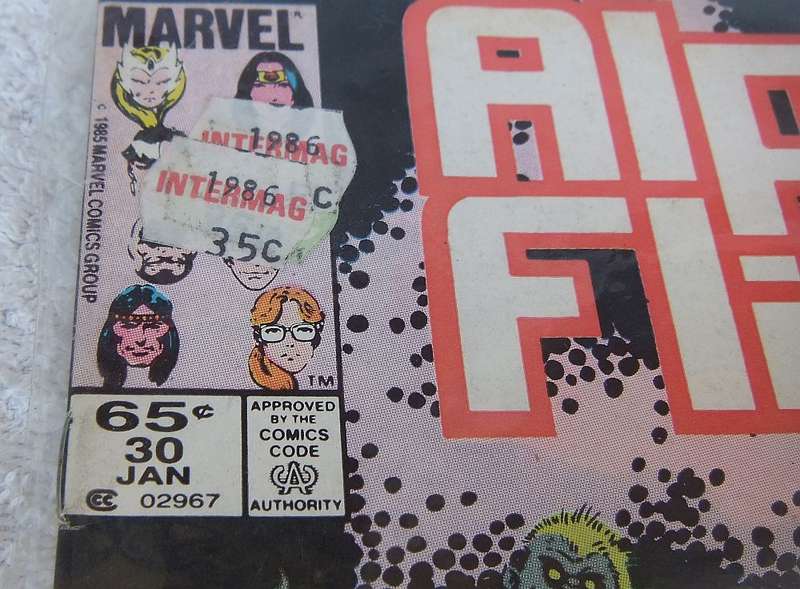 MARVEL
© 1985 MARVEL COMICS GROUP
1986
INTERMAG
1986 C
INTERMAG
35C
TM
65¢
30
JAN
CC 02967
APPROVED
BY THE
COMICS
CODE
A
AUTHORITY